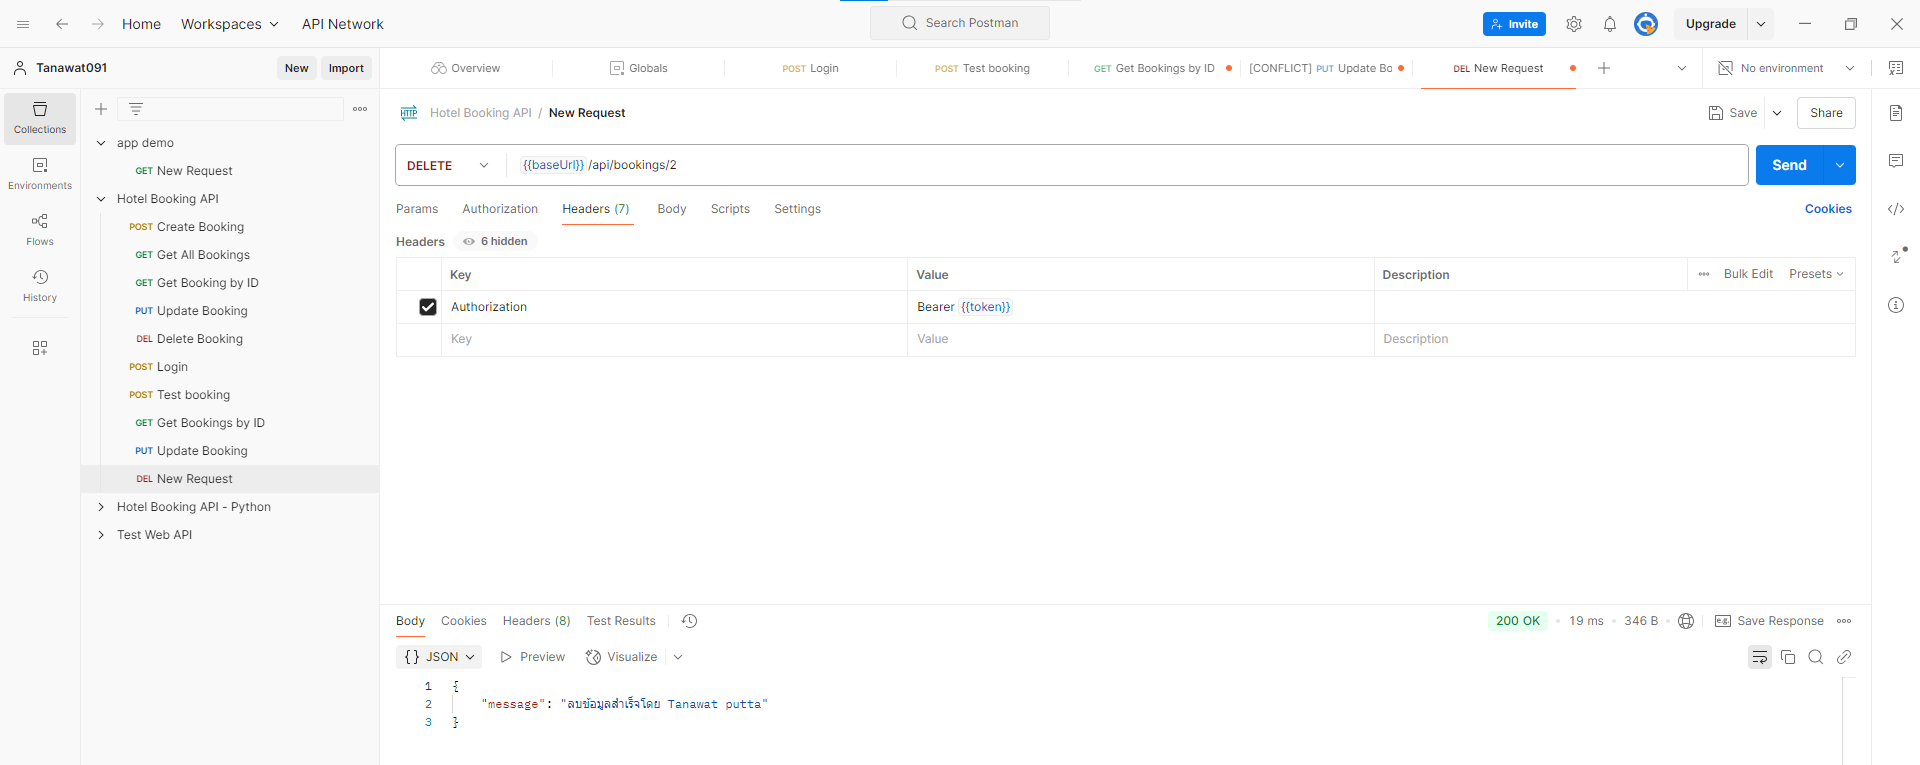 Home Workspaces API Network Search Postman Invite Upgrade
Tanawat091 New Import Overview Globals POST Login POST Test booking GET Get Bookings by ID [CONFLICT] PUT Update Bo DEL New Request No environment
Collections
Environments
Flows
History
app demo
GET New Request
Hotel Booking API
POST Create Booking
GET Get All Bookings
GET Get Booking by ID
PUT Update Booking
DEL Delete Booking
POST Login
POST Test booking
GET Get Bookings by ID
PUT Update Booking
DEL New Request
Hotel Booking API - Python
Test Web API
HTTP Hotel Booking API / New Request Save Share
DELETE {{baseUrl}} /api/bookings/2 Send
Params Authorization Headers (7) Body Scripts Settings Cookies
Headers 6 hidden
Key Value Description Bulk Edit Presets
Authorization Bearer {{token}}
Key Value Description
Body Cookies Headers (8) Test Results 200 OK 19 ms 346 B e.g. Save Response
{} JSON Preview Visualize
1 {
2 "message": "ลบข้อมูลสำเร็จโดย Tanawat putta"
3 }